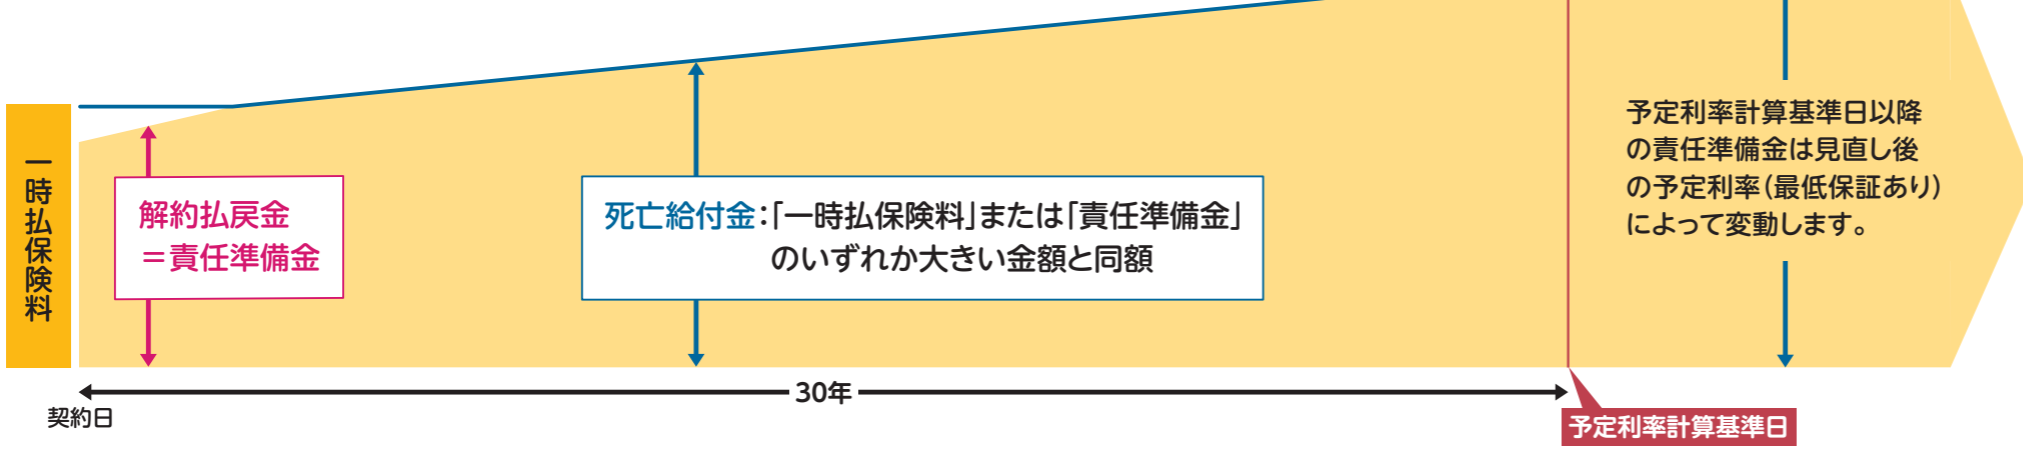 一時払保険料
解約払戻金
＝責任準備金
死亡給付金：「一時払保険料」または「責任準備金」
のいずれか大きい金額と同額
予定利率計算基準日以降
の責任準備金は見直し後
の予定利率（最低保証あり）
によって変動します。
30年
契約日
予定利率計算基準日